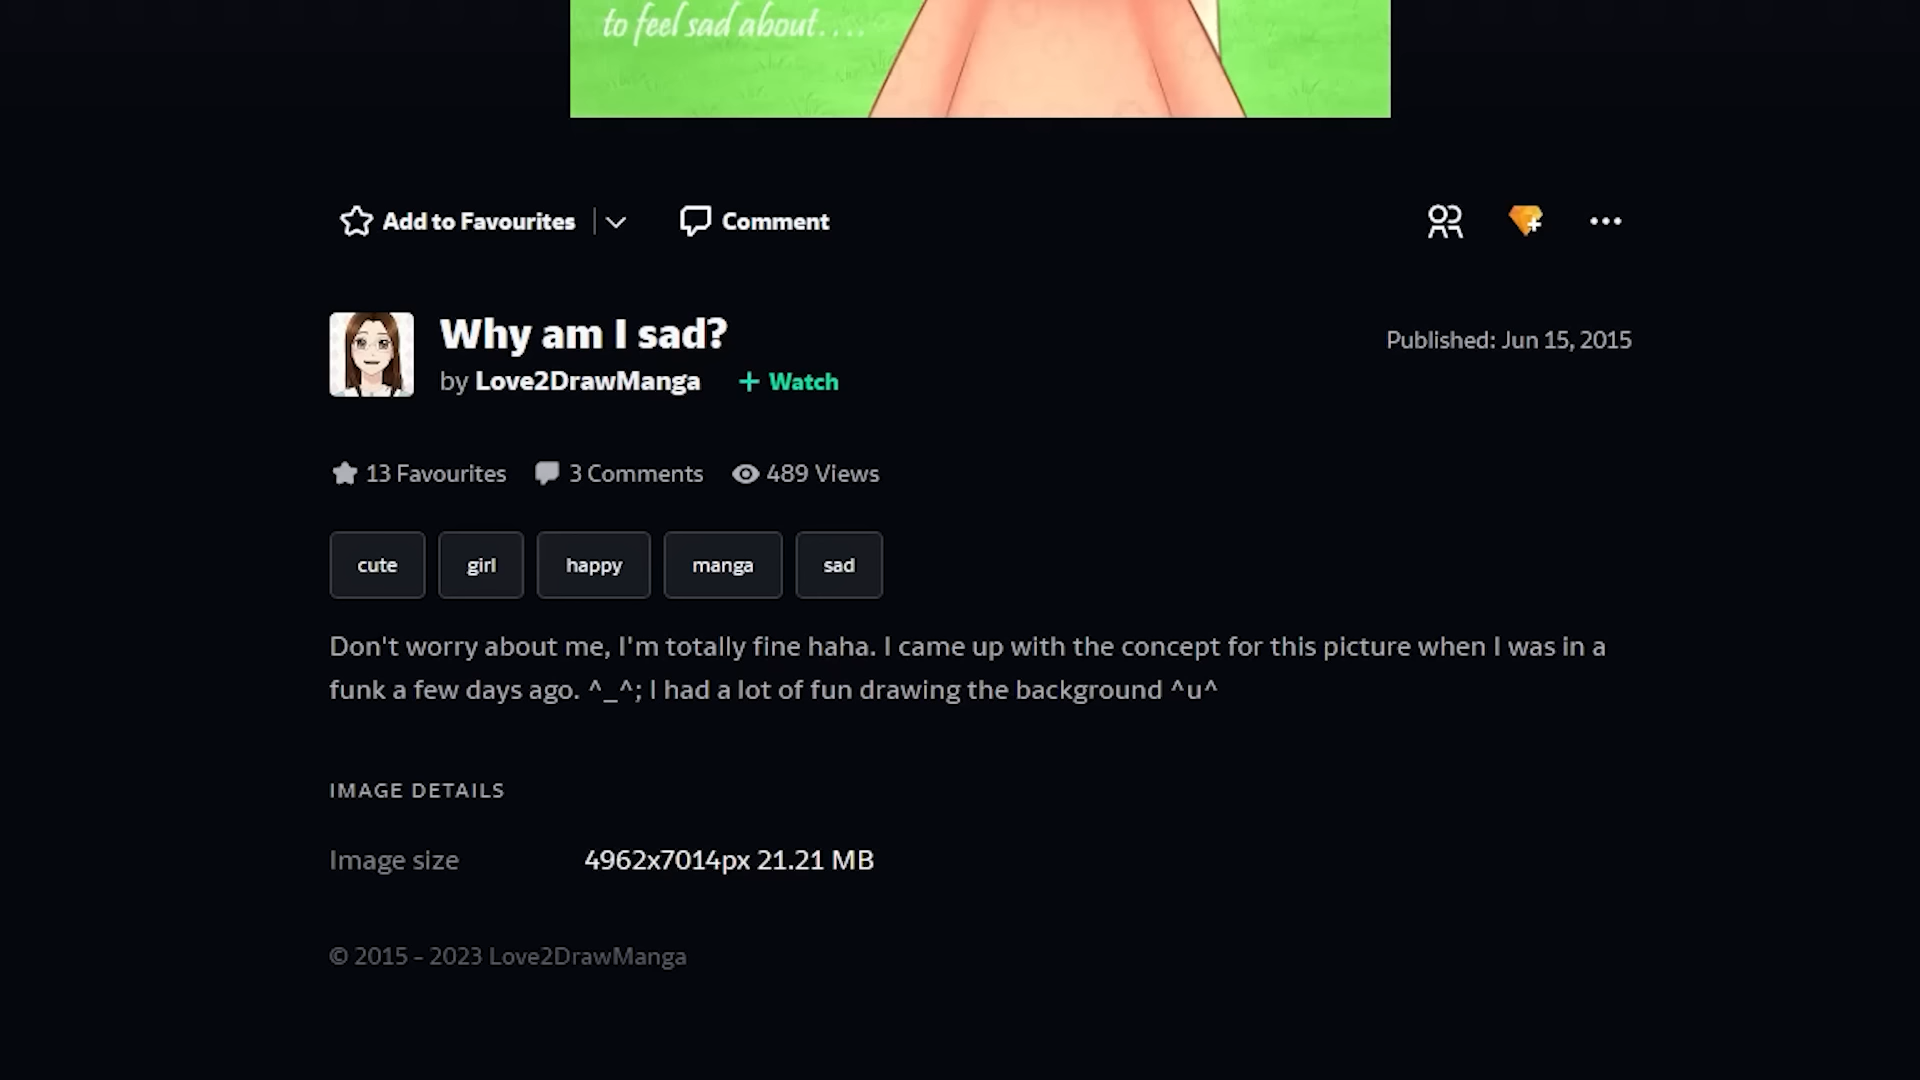 to feel sad about....
Add to Favourites
Comment
Why am I sad?
Published: Jun 15, 2015
by Love2DrawManga
+ Watch
13 Favourites
3 Comments
489 Views
cute
girl
happy
manga
sad
Don't worry about me, I'm totally fine haha. I came up with the concept for this picture when I was in a
funk a few days ago. ^_^; I had a lot of fun drawing the background ^u^
IMAGE DETAILS
Image size
4962x7014px 21.21 MB
© 2015 - 2023 Love2DrawManga